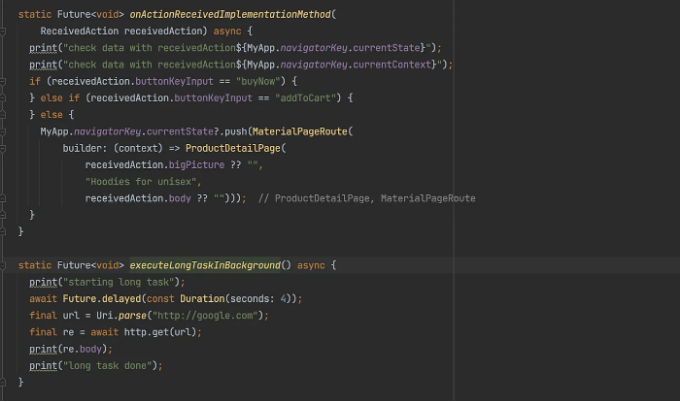 static Future<void> onActionReceivedImplementationMethod(
ReceivedAction receivedAction) async {
print("check data with receivedAction${MyApp.navigatorKey.currentState}");
print("check data with receivedAction${MyApp.navigatorKey.currentContext}");
if (receivedAction.buttonKeyInput == "buyNow") {
} else if (receivedAction.buttonKeyInput == "addToCart") {
} else {
MyApp.navigatorKey.currentState?.push(MaterialPageRoute(
builder: (context) => ProductDetailPage(
receivedAction.bigPicture ?? "",
"Hoodies for unisex",
receivedAction.body ?? ""))); // ProductDetailPage, MaterialPageRoute
}
}
static Future<void> executeLongTaskInBackground() async {
print("starting long task");
await Future.delayed(const Duration(seconds: 4));
final url = Uri.parse("http://google.com");
final re = await http.get(url);
print(re.body);
print("long task done");
}